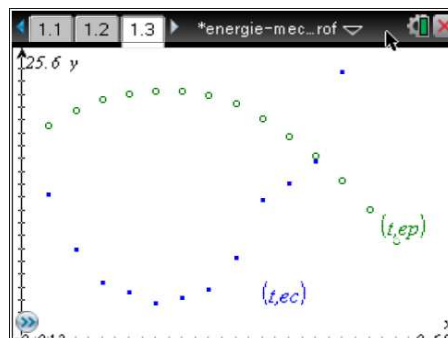 1.1 1.2 1.3 *energie-mec…rof
25.6 y
(t,ep)
(t,ec)
x